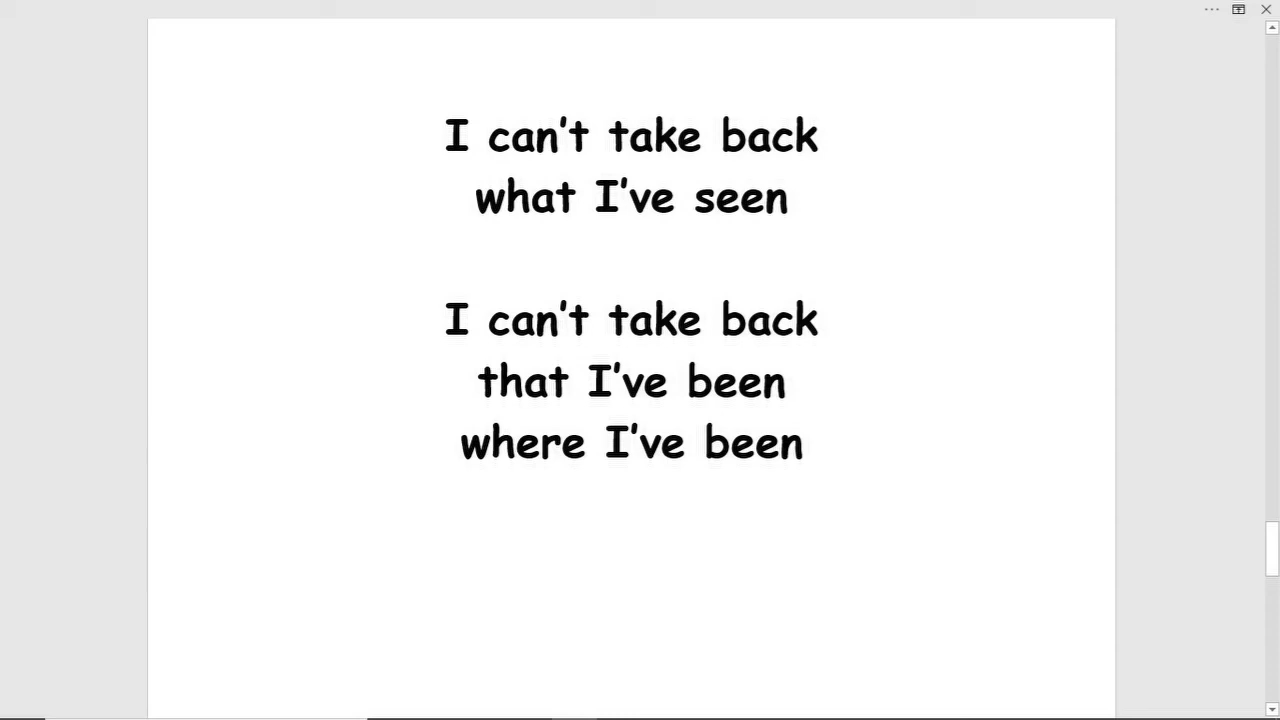 I can't take back
what I've seen
I can't take back
that I've been
where I've been